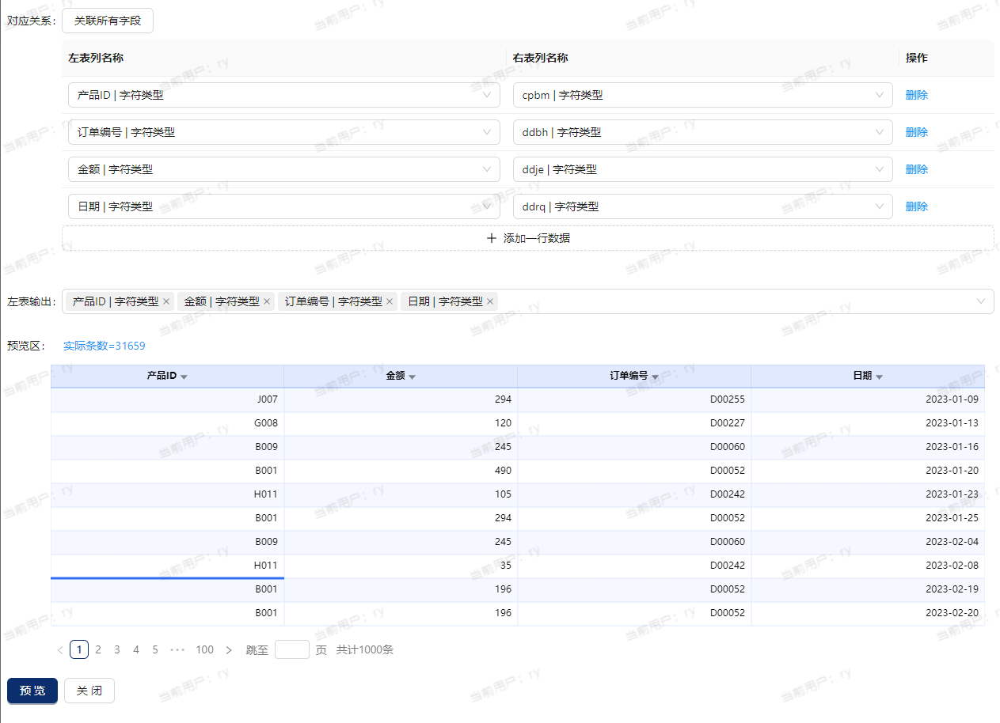 对应关系： 关联所有字段
左表列名称 右表列名称 操作
产品ID | 字符类型 cpbm | 字符类型 删除
订单编号 | 字符类型 ddbh | 字符类型 删除
金额 | 字符类型 ddje | 字符类型 删除
日期 | 字符类型 ddrq | 字符类型 删除
+ 添加一行数据
左表输出： 产品ID | 字符类型 × 金额 | 字符类型 × 订单编号 | 字符类型 × 日期 | 字符类型 ×
预览区： 实际条数=31659
产品ID 金额 订单编号 日期
J007 294 D00255 2023-01-09
G008 120 D00227 2023-01-13
B009 245 D00060 2023-01-16
B001 490 D00052 2023-01-20
H011 105 D00242 2023-01-23
B001 294 D00052 2023-01-25
B009 245 D00060 2023-02-04
H011 35 D00242 2023-02-08
B001 196 D00052 2023-02-19
B001 196 D00052 2023-02-20
< 1 2 3 4 5 ••• 100 > 跳至 页 共计1000条
预 览 关 闭
当前用户：ry